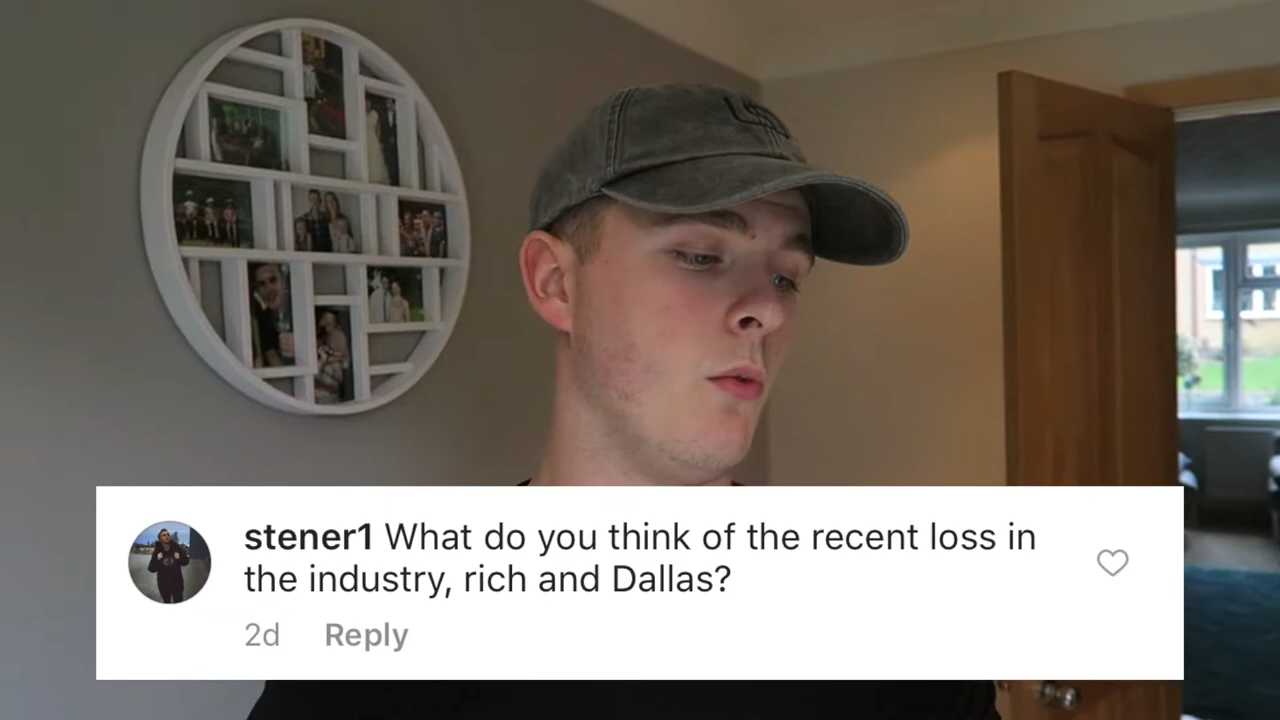 stener1 What do you think of the recent loss in
the industry, rich and Dallas?
2d Reply